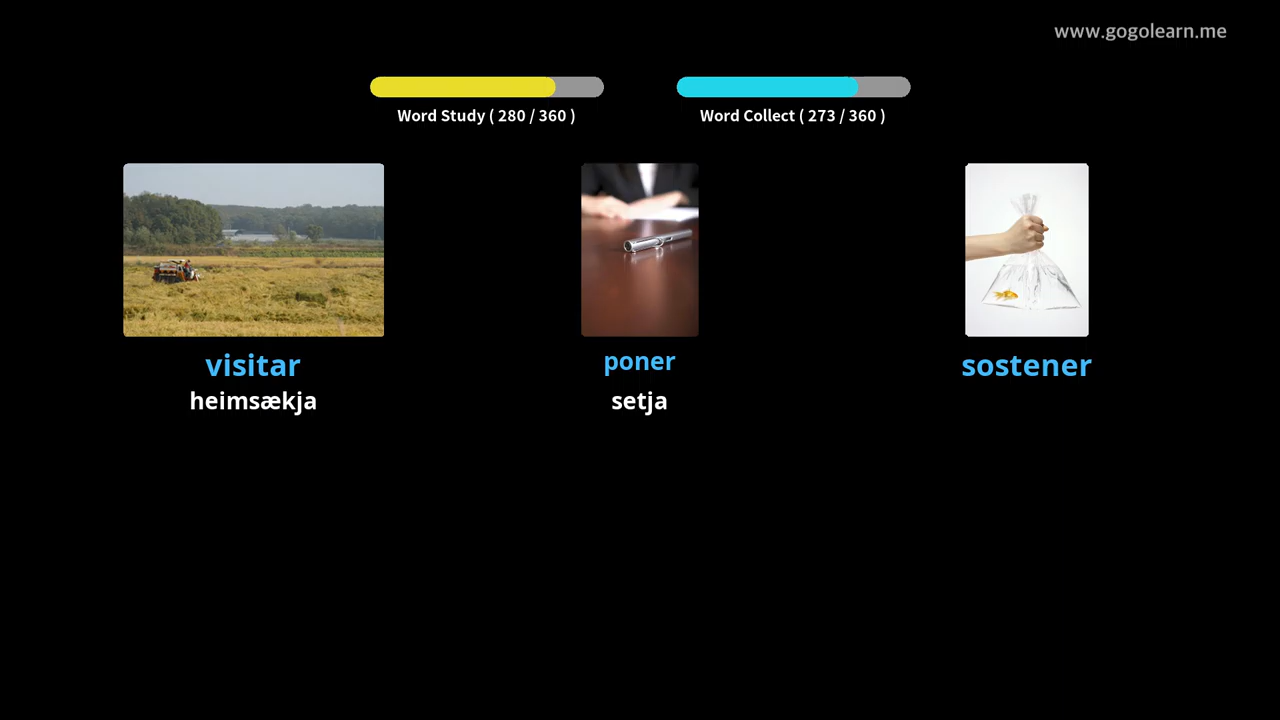 www.gogolearn.me
Word Study ( 280 / 360 )
Word Collect ( 273 / 360 )
visitar
heimsækja
poner
setja
sostener